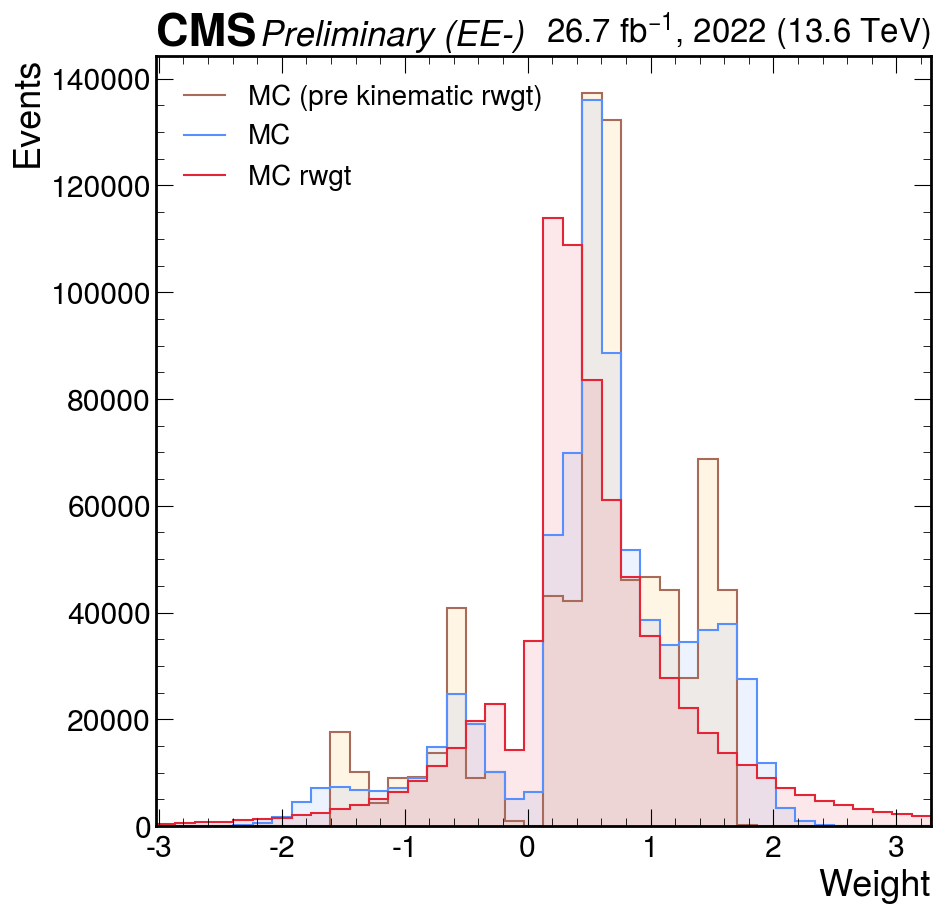 CMS Preliminary (EE-) 26.7 fb⁻¹, 2022 (13.6 TeV)
Events
140000
120000
100000
80000
60000
40000
20000
0
MC (pre kinematic rwgt)
MC
MC rwgt
-3 -2 -1 0 1 2 3
Weight